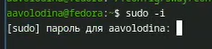 aavolodina@fedora:~$ sudo -i
[sudo] пароль для aavolodina: